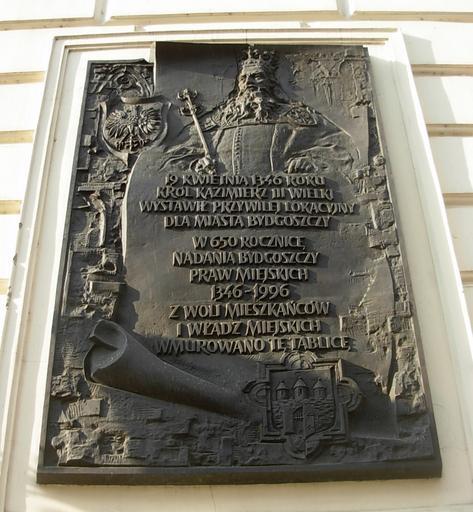 19 KWIETNIA 1346 ROKU
KRÓL KAZIMIERZ III WIELKI
WYSTAWIŁ PRZYWILEJ LOKACYJNY
DLA MIASTA BYDGOSZCZY
W 650 ROCZNICĘ
NADANIA BYDGOSZCZY
PRAW MIEJSKICH
1346-1996
Z WOLI MIESZKAŃCÓW
I WŁADZ MIEJSKICH
WMUROWANO TĘ TABLICĘ